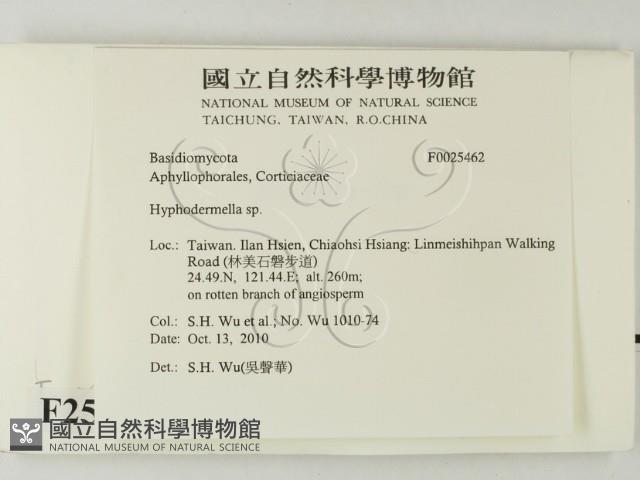 國立自然科學博物館
NATIONAL MUSEUM OF NATURAL SCIENCE
TAICHUNG, TAIWAN, R.O.CHINA
Basidiomycota F0025462
Aphyllophorales, Corticiaceae
Hyphodermella sp.
Loc.: Taiwan. Ilan Hsien, Chiaohsi Hsiang: Linmeishihpan Walking
Road (林美石磐步道)
24.49.N, 121.44.E; alt. 260m;
on rotten branch of angiosperm
Col.: S.H. Wu et al.; No. Wu 1010-74
Date: Oct. 13, 2010
Det.: S.H. Wu(吳聲華)
F25
國立自然科學博物館
NATIONAL MUSEUM OF NATURAL SCIENCE